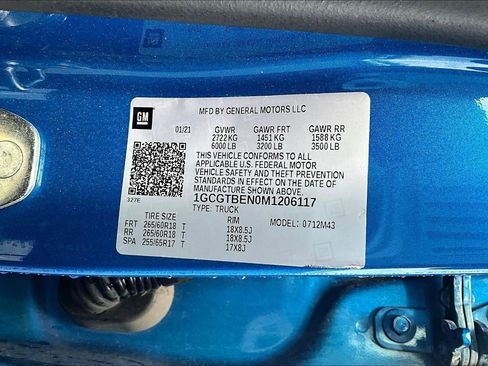 GM
MFD BY GENERAL MOTORS LLC
01/21 GVWR GAWR FRT GAWR RR
2722 KG 1451 KG 1588 KG
6000 LB 3200 LB 3500 LB
THIS VEHICLE CONFORMS TO ALL
APPLICABLE U.S. FEDERAL MOTOR
VEHICLE SAFETY AND THEFT PREVENTION
STANDARDS IN EFFECT ON THE DATE OF
MANUFACTURE SHOWN ABOVE.
327E 1GCGTBEN0M1206117
TYPE: TRUCK
TIRE SIZE RIM MODEL: 0712M43
FRT 265/60R18 T 18X8.5J
RR 265/60R18 T 18X8.5J
SPA 255/65R17 T 17X8J